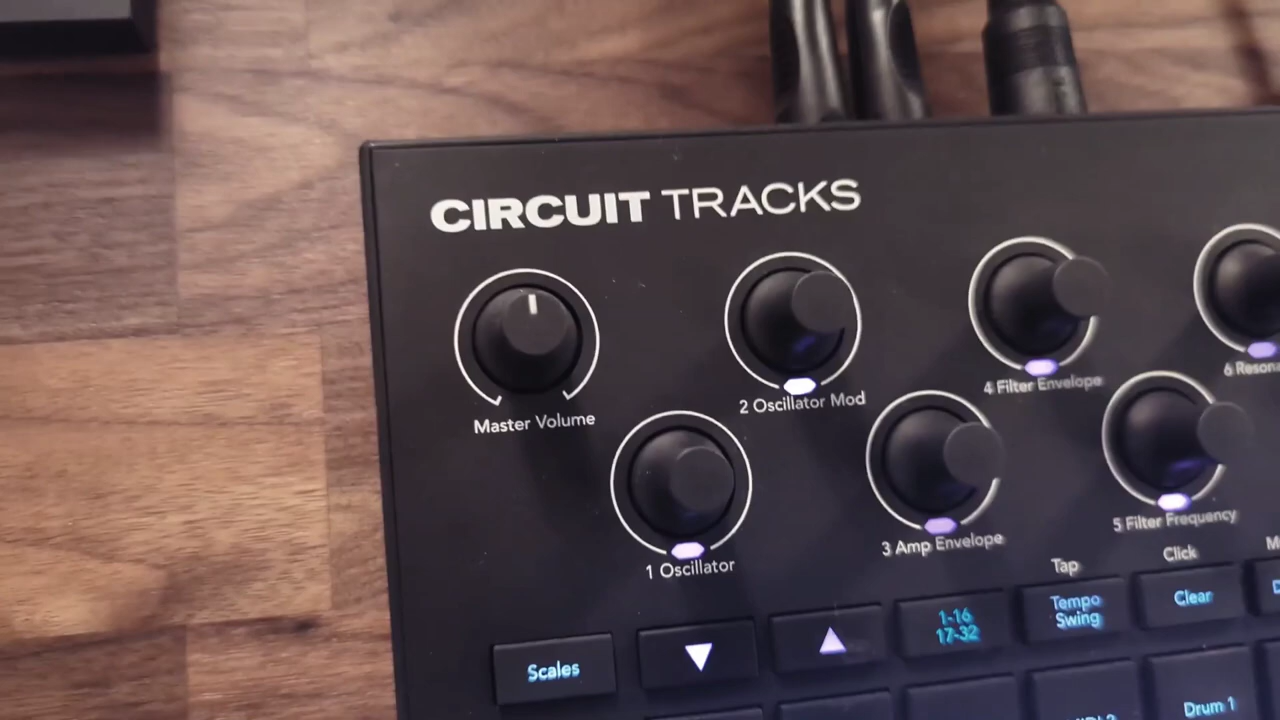 CIRCUIT TRACKS
Master Volume
2 Oscillator Mod
4 Filter Envelope
1 Oscillator
3 Amp Envelope
5 Filter Frequency
Tap
Click
Scales
1-16
17-32
Tempo
Swing
Clear
Drum 1